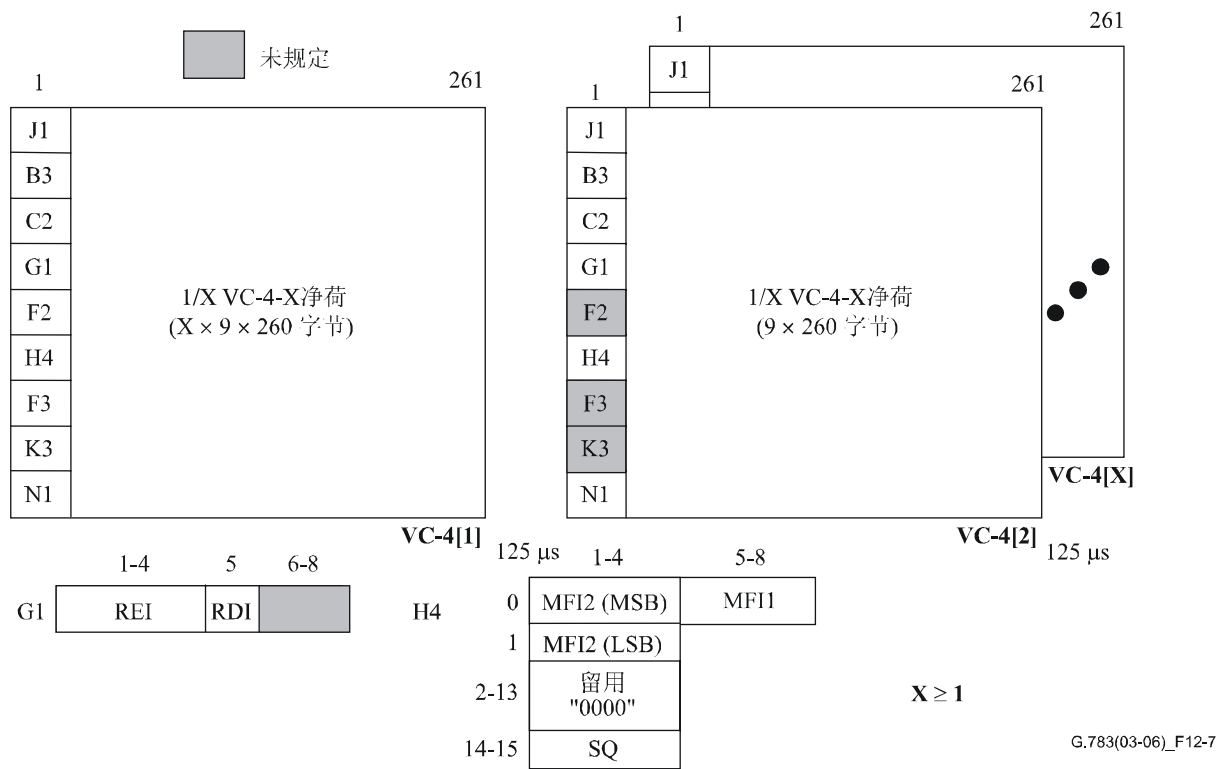 未规定
1
261
J1
B3
C2
G1
F2
H4
F3
K3
N1
1/X VC-4-X净荷
(X × 9 × 260 字节)
VC-4[1]
125 μs
1
261
J1
VC-4[X]
125 μs
1
261
J1
B3
C2
G1
F2
H4
F3
K3
N1
1/X VC-4-X净荷
(9 × 260 字节)
VC-4[2]
1-4 5 6-8
G1 REI RDI
1-4 5-8
H4 0 MFI2 (MSB) MFI1
1 MFI2 (LSB)
2-13 留用
"0000"
14-15 SQ
X ≥ 1
G.783(03-06)_F12-7